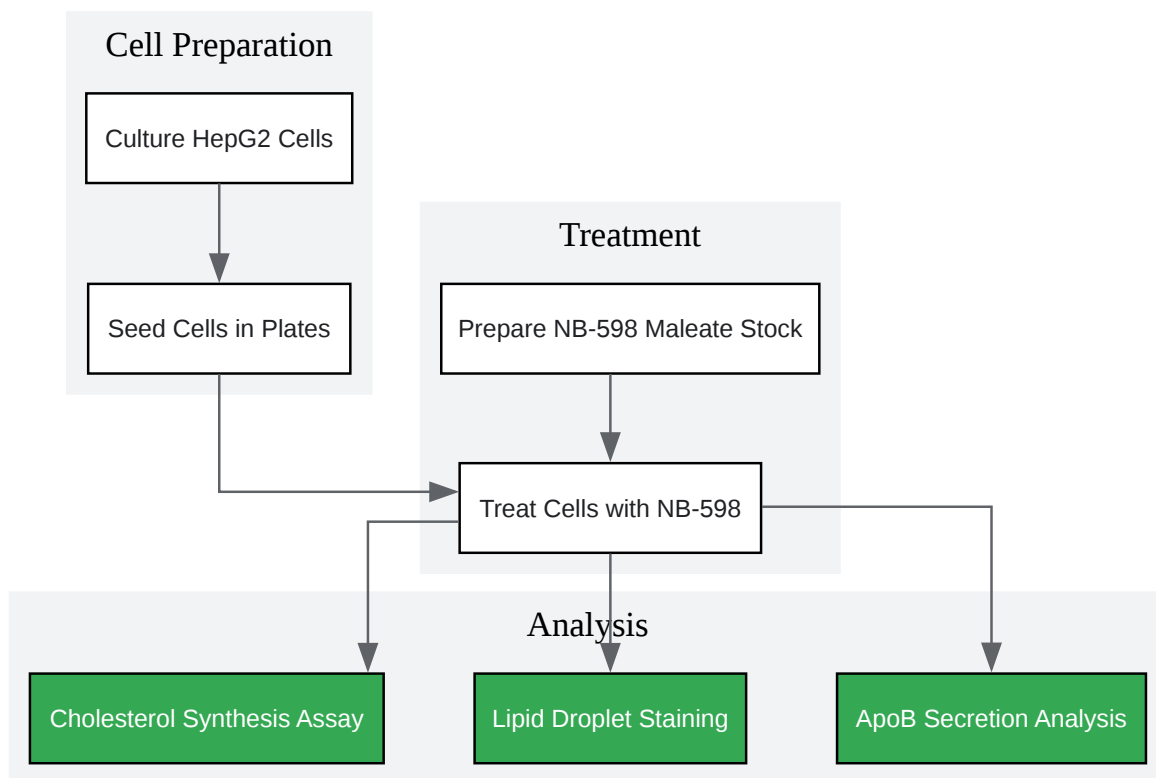 Cell Preparation
Culture HepG2 Cells
Seed Cells in Plates
Treatment
Prepare NB-598 Maleate Stock
Treat Cells with NB-598
Analysis
Cholesterol Synthesis Assay
Lipid Droplet Staining
ApoB Secretion Analysis